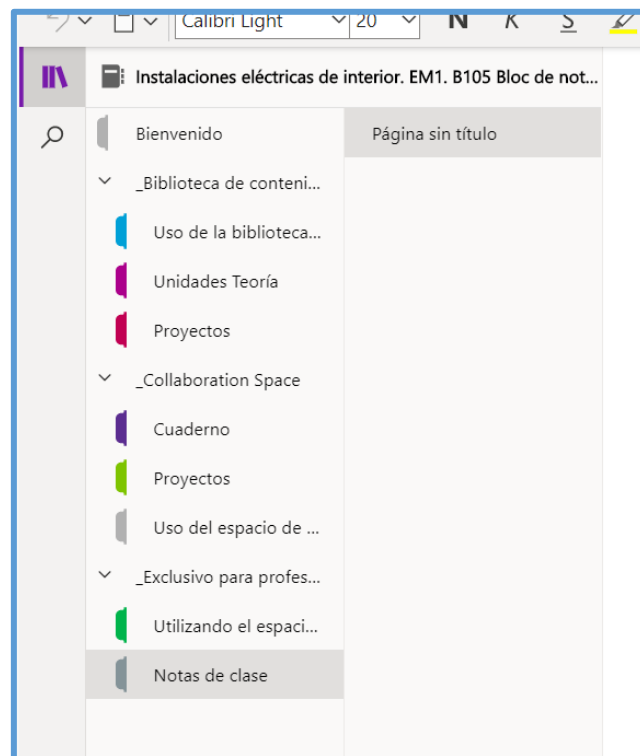 Calibri Light 20 N K S
Instalaciones eléctricas de interior. EM1. B105 Bloc de not...
Bienvenido
Página sin título
_Biblioteca de conteni...
Uso de la biblioteca...
Unidades Teoría
Proyectos
_Collaboration Space
Cuaderno
Proyectos
Uso del espacio de ...
_Exclusivo para profes...
Utilizando el espaci...
Notas de clase